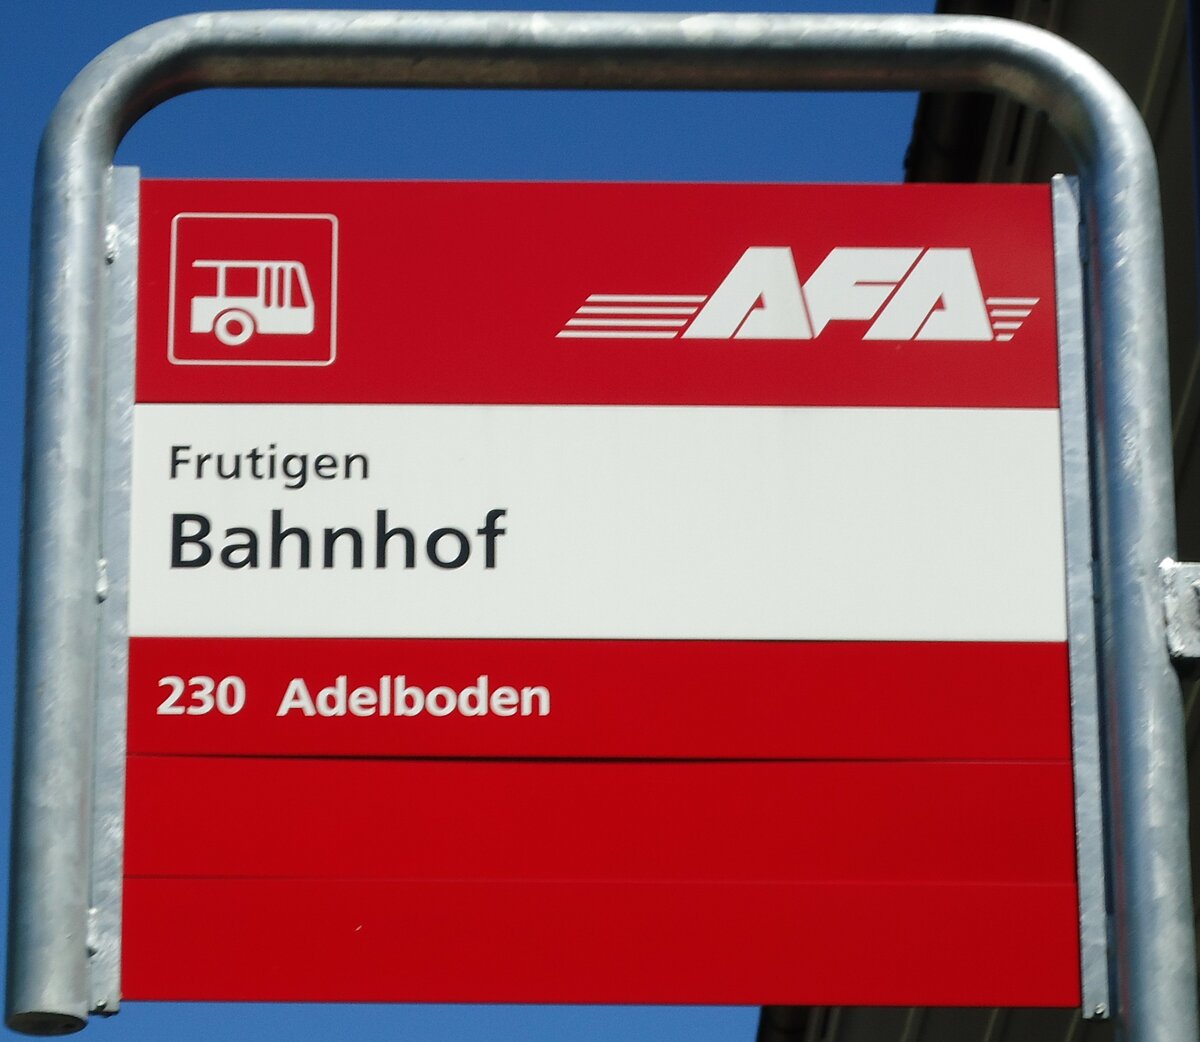 AFA
Frutigen
Bahnhof
230 Adelboden